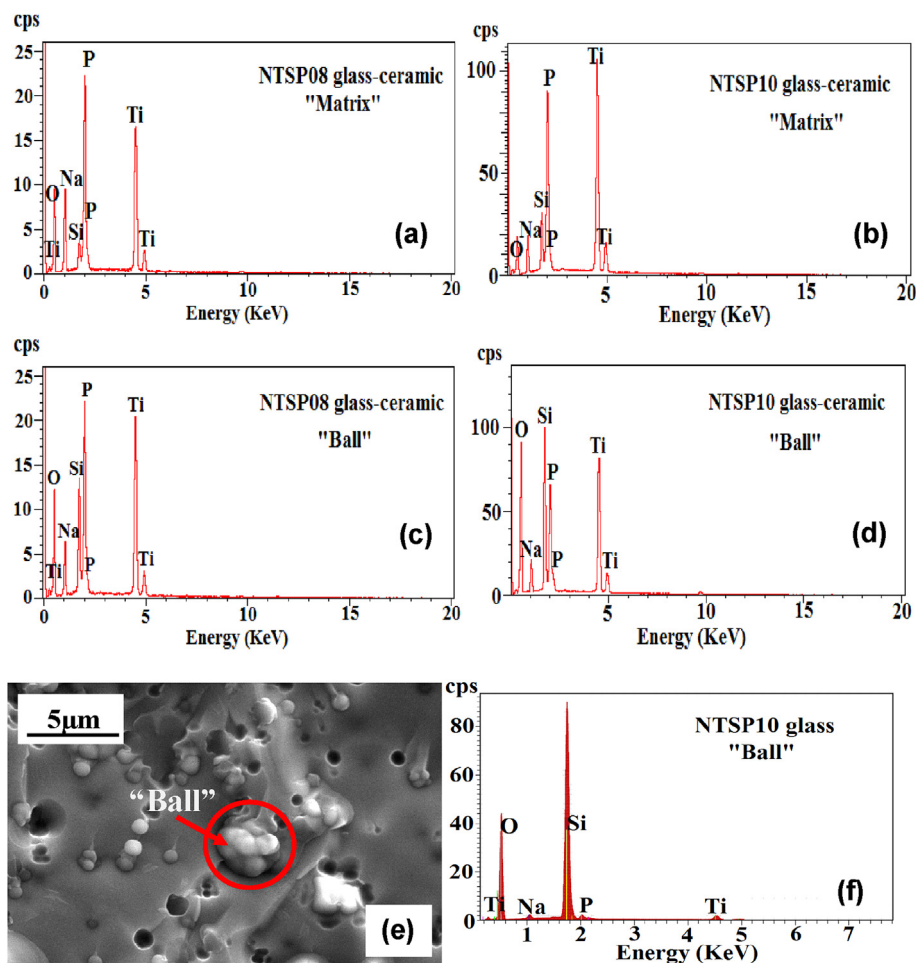 cps
25
20
15
10
5
0
P
O
Na
Si
P
Ti
Ti
Ti
NTSP08 glass-ceramic
"Matrix"
(a)
0
5
10
15
20
Energy (KeV)
cps
100
50
0
O
Na
Si
P
P
Ti
Ti
NTSP10 glass-ceramic
"Matrix"
(b)
5
10
15
20
Energy (KeV)
cps
25
20
15
10
5
0
O
Ti
Na
Si
P
P
Ti
Ti
NTSP08 glass-ceramic
"Ball"
(c)
0
5
10
15
20
Energy (KeV)
cps
100
50
0
O
Na
Si
P
P
Ti
Ti
NTSP10 glass-ceramic
"Ball"
(d)
5
10
15
20
Energy (KeV)
5μm
“Ball”
(e)
cps
80
60
40
20
0
Ti
O
Na
Si
P
Ti
NTSP10 glass
"Ball"
(f)
1
2
3
4
5
6
7
Energy (KeV)